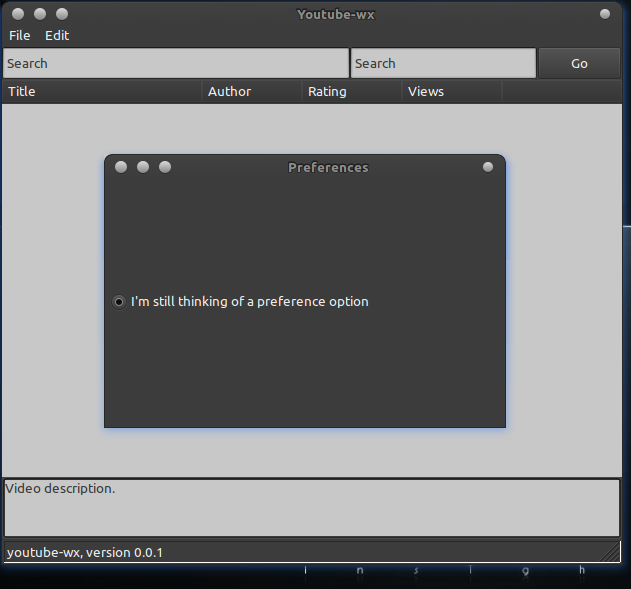 Youtube-wx
File Edit
Search Search Go
Title Author Rating Views
Preferences
I'm still thinking of a preference option
Video description.
youtube-wx, version 0.0.1
i n s i g h